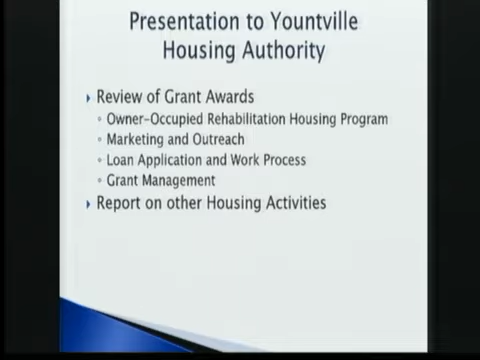 Presentation to Yountville
Housing Authority
Review of Grant Awards
Owner-Occupied Rehabilitation Housing Program
Marketing and Outreach
Loan Application and Work Process
Grant Management
Report on other Housing Activities